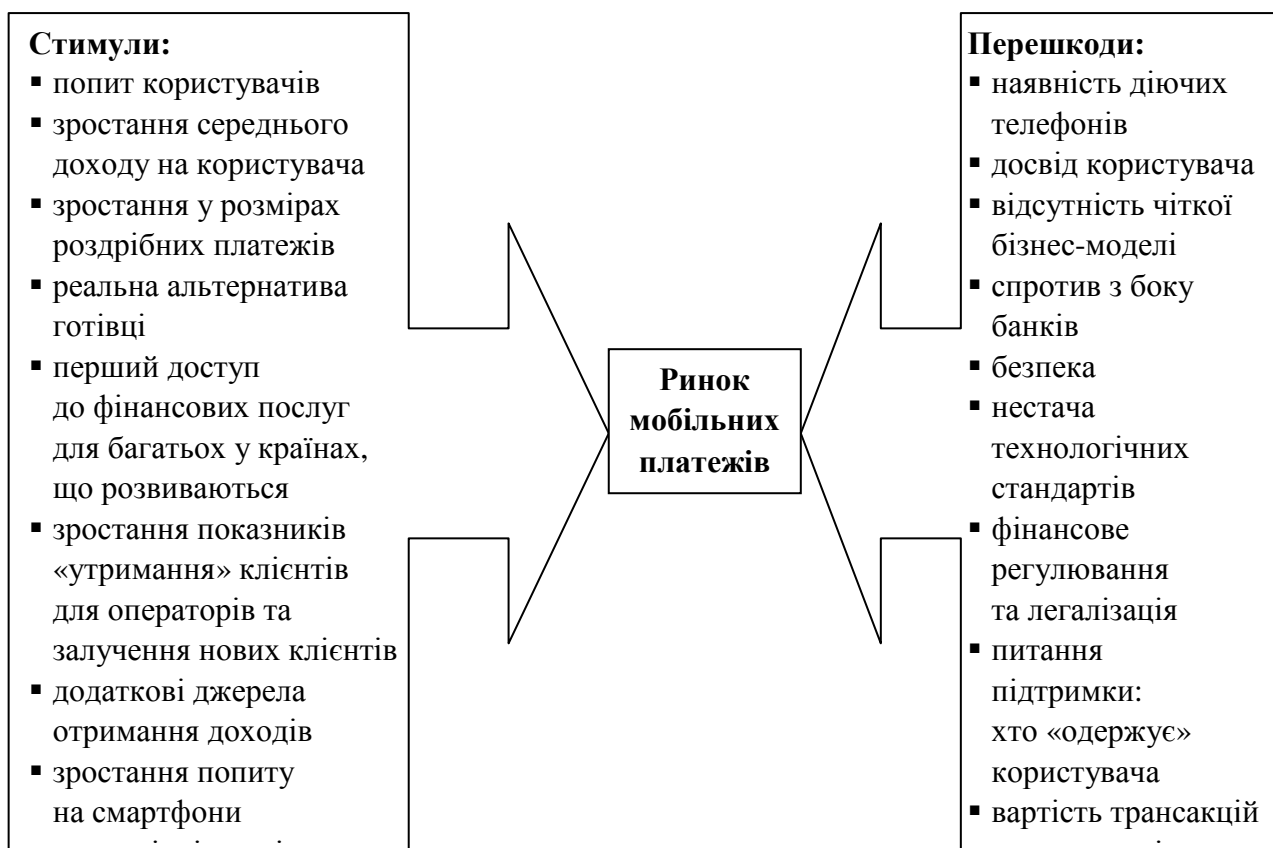 Стимули:
▪ попит користувачів
▪ зростання середнього
доходу на користувача
▪ зростання у розмірах
роздрібних платежів
▪ реальна альтернатива
готівці
▪ перший доступ
до фінансових послуг
для багатьох у країнах,
що розвиваються
▪ зростання показників
«утримання» клієнтів
для операторів та
залучення нових клієнтів
▪ додаткові джерела
отримання доходів
▪ зростання попиту
на смартфони
Ринок
мобільних
платежів
Перешкоди:
▪ наявність діючих
телефонів
▪ досвід користувача
▪ відсутність чіткої
бізнес-моделі
▪ спротив з боку
банків
▪ безпека
▪ нестача
технологічних
стандартів
▪ фінансове
регулювання
та легалізація
▪ питання
підтримки:
хто «одержує»
користувача
▪ вартість трансакцій